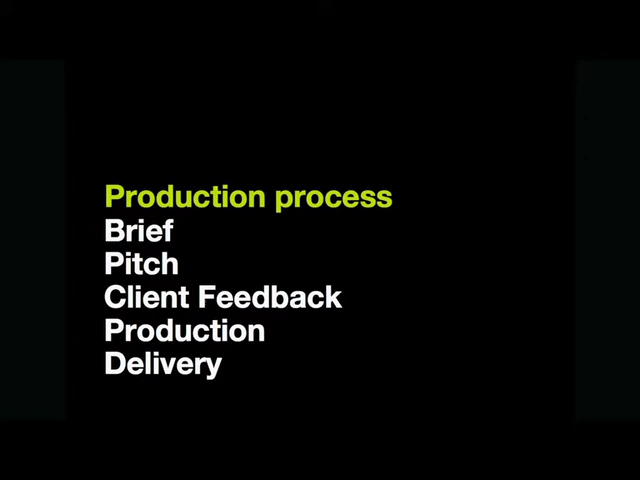 Production process
Brief
Pitch
Client Feedback
Production
Delivery